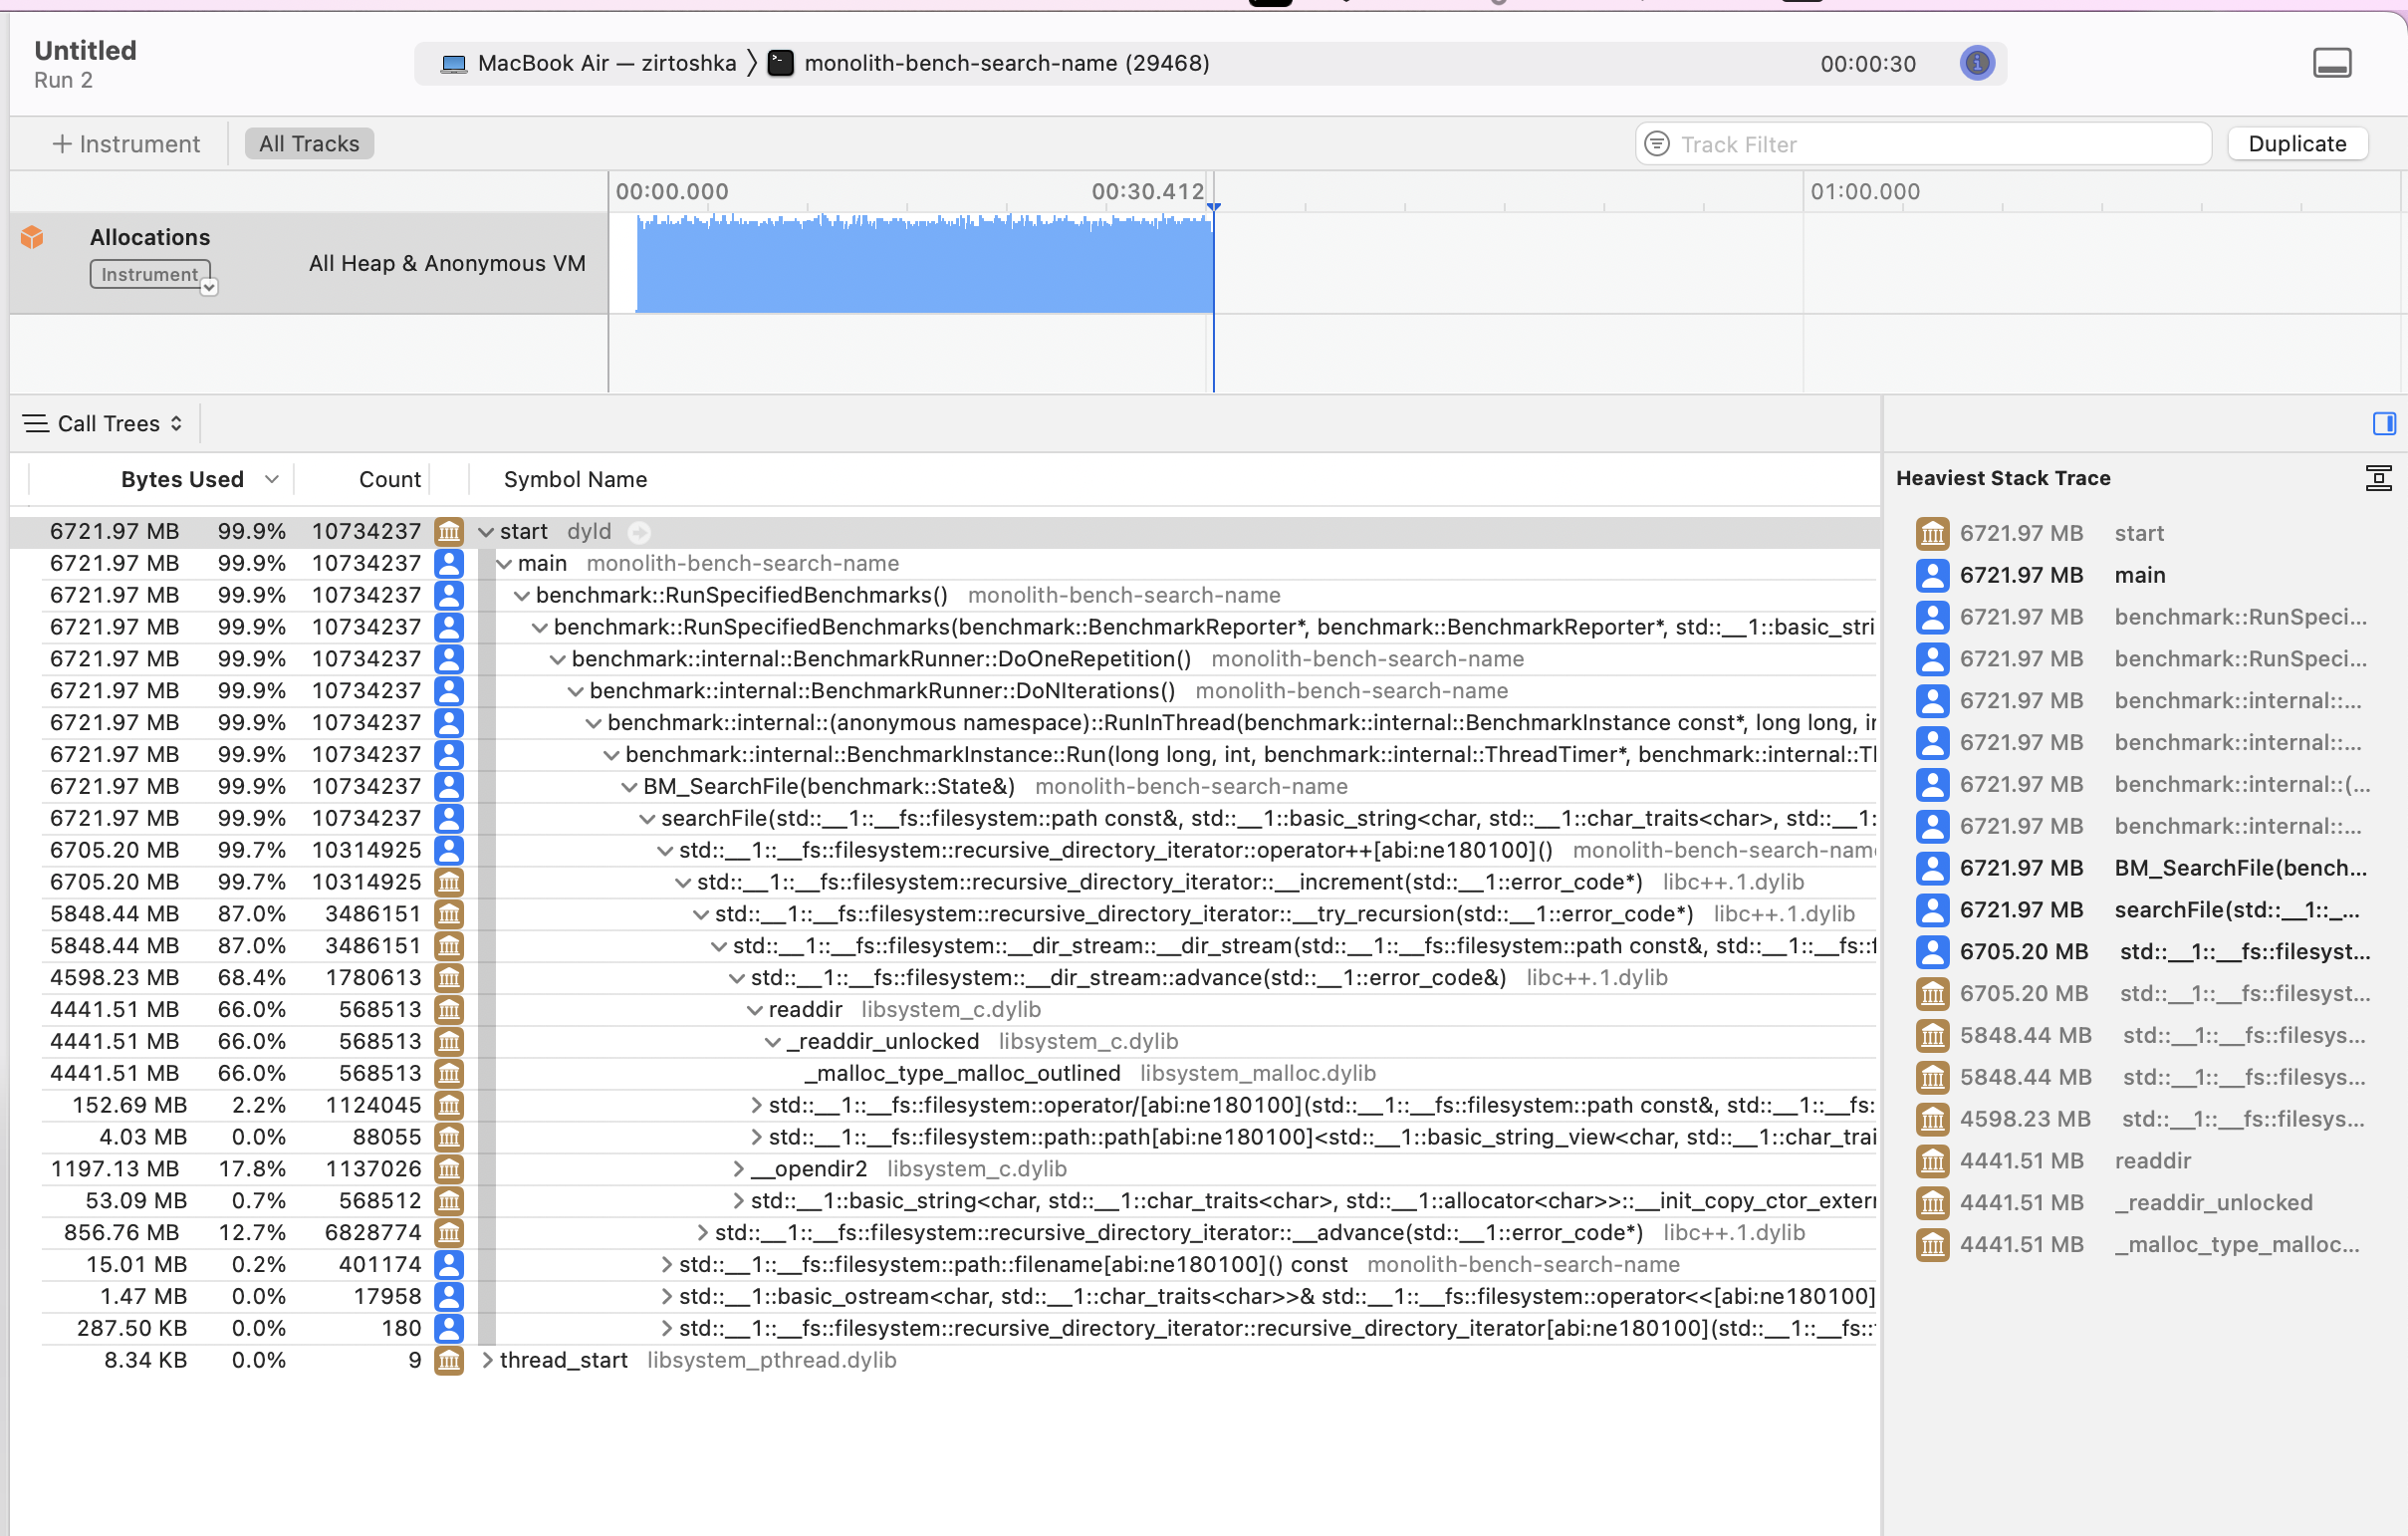 Untitled
Run 2
MacBook Air — zirtoshka 〉 monolith-bench-search-name (29468)
00:00:30
+ Instrument
All Tracks
Track Filter
Duplicate
00:00.000
00:30.412
01:00.000
Allocations
Instrument
All Heap & Anonymous VM
Call Trees
Bytes Used Count Symbol Name
6721.97 MB 99.9% 10734237 start dyld
6721.97 MB 99.9% 10734237 main monolith-bench-search-name
6721.97 MB 99.9% 10734237 benchmark::RunSpecifiedBenchmarks() monolith-bench-search-name
6721.97 MB 99.9% 10734237 benchmark::RunSpecifiedBenchmarks(benchmark::BenchmarkReporter*, benchmark::BenchmarkReporter*, std::__1::basic_stri
6721.97 MB 99.9% 10734237 benchmark::internal::BenchmarkRunner::DoOneRepetition() monolith-bench-search-name
6721.97 MB 99.9% 10734237 benchmark::internal::BenchmarkRunner::DoNIterations() monolith-bench-search-name
6721.97 MB 99.9% 10734237 benchmark::internal::(anonymous namespace)::RunInThread(benchmark::internal::BenchmarkInstance const*, long long, in
6721.97 MB 99.9% 10734237 benchmark::internal::BenchmarkInstance::Run(long long, int, benchmark::internal::ThreadTimer*, benchmark::internal::Tl
6721.97 MB 99.9% 10734237 BM_SearchFile(benchmark::State&) monolith-bench-search-name
6721.97 MB 99.9% 10734237 searchFile(std::__1::__fs::filesystem::path const&, std::__1::basic_string<char, std::__1::char_traits<char>, std::__1:
6705.20 MB 99.7% 10314925 std::__1::__fs::filesystem::recursive_directory_iterator::operator++[abi:ne180100]() monolith-bench-search-nam
6705.20 MB 99.7% 10314925 std::__1::__fs::filesystem::recursive_directory_iterator::__increment(std::__1::error_code*) libc++.1.dylib
5848.44 MB 87.0% 3486151 std::__1::__fs::filesystem::recursive_directory_iterator::__try_recursion(std::__1::error_code*) libc++.1.dylib
5848.44 MB 87.0% 3486151 std::__1::__fs::filesystem::__dir_stream::__dir_stream(std::__1::__fs::filesystem::path const&, std::__1::__fs::f
4598.23 MB 68.4% 1780613 std::__1::__fs::filesystem::__dir_stream::advance(std::__1::error_code&) libc++.1.dylib
4441.51 MB 66.0% 568513 readdir libsystem_c.dylib
4441.51 MB 66.0% 568513 _readdir_unlocked libsystem_c.dylib
4441.51 MB 66.0% 568513 _malloc_type_malloc_outlined libsystem_malloc.dylib
152.69 MB 2.2% 1124045 std::__1::__fs::filesystem::operator/[abi:ne180100](std::__1::__fs::filesystem::path const&, std::__1::__fs:
4.03 MB 0.0% 88055 std::__1::__fs::filesystem::path::path[abi:ne180100]<std::__1::basic_string_view<char, std::__1::char_trai
1197.13 MB 17.8% 1137026 __opendir2 libsystem_c.dylib
53.09 MB 0.7% 568512 std::__1::basic_string<char, std::__1::char_traits<char>, std::__1::allocator<char>>::__init_copy_ctor_extern
856.76 MB 12.7% 6828774 std::__1::__fs::filesystem::recursive_directory_iterator::__advance(std::__1::error_code*) libc++.1.dylib
15.01 MB 0.2% 401174 std::__1::__fs::filesystem::path::filename[abi:ne180100]() const monolith-bench-search-name
1.47 MB 0.0% 17958 std::__1::basic_ostream<char, std::__1::char_traits<char>>& std::__1::__fs::filesystem::operator<<[abi:ne180100]
287.50 KB 0.0% 180 std::__1::__fs::filesystem::recursive_directory_iterator::recursive_directory_iterator[abi:ne180100](std::__1::__fs::
8.34 KB 0.0% 9 thread_start libsystem_pthread.dylib
Heaviest Stack Trace
6721.97 MB start
6721.97 MB main
6721.97 MB benchmark::RunSpeci...
6721.97 MB benchmark::RunSpeci...
6721.97 MB benchmark::internal::...
6721.97 MB benchmark::internal::...
6721.97 MB benchmark::internal::(...
6721.97 MB benchmark::internal::...
6721.97 MB BM_SearchFile(bench...
6721.97 MB searchFile(std::__1::_...
6705.20 MB std::__1::__fs::filesyst...
6705.20 MB std::__1::__fs::filesyst...
5848.44 MB std::__1::__fs::filesys...
5848.44 MB std::__1::__fs::filesys...
4598.23 MB std::__1::__fs::filesys...
4441.51 MB readdir
4441.51 MB _readdir_unlocked
4441.51 MB _malloc_type_malloc...